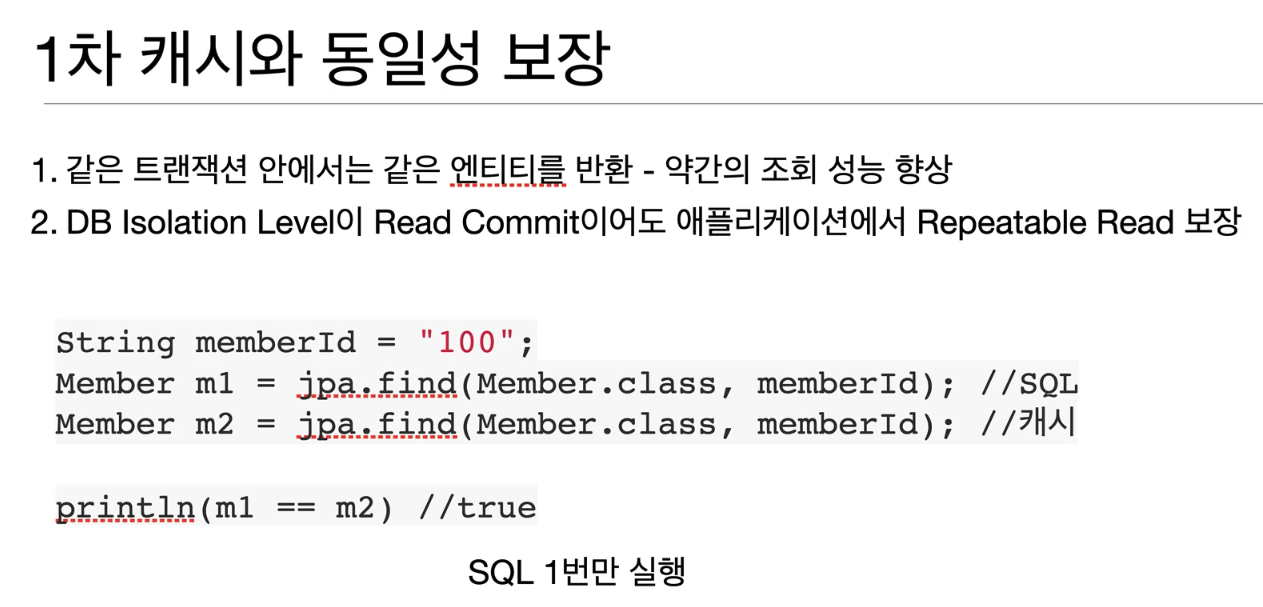 1차 캐시와 동일성 보장
1. 같은 트랜잭션 안에서는 같은 엔티티를 반환 - 약간의 조회 성능 향상
2. DB Isolation Level이 Read Commit이어도 애플리케이션에서 Repeatable Read 보장
String memberId = "100";
Member m1 = jpa.find(Member.class, memberId); //SQL
Member m2 = jpa.find(Member.class, memberId); //캐시
println(m1 == m2) //true
SQL 1번만 실행